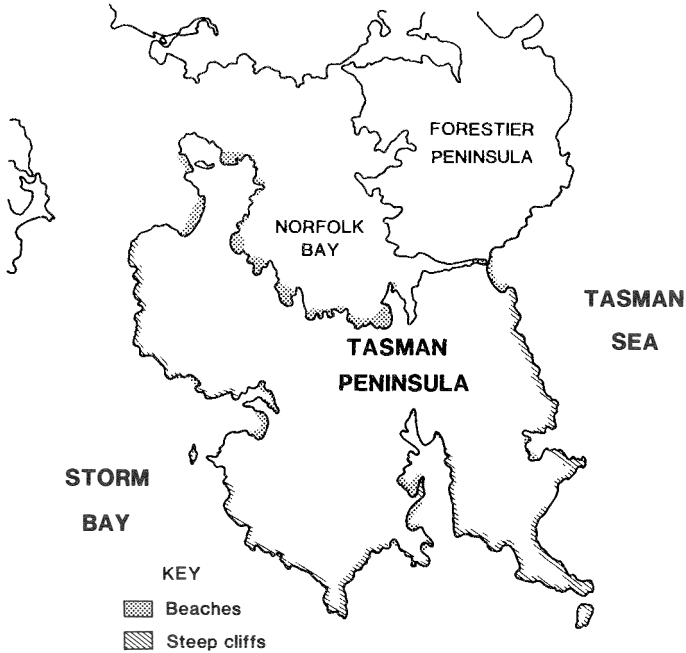 FORESTIER
PENINSULA
NORFOLK
BAY
TASMAN
SEA
TASMAN
PENINSULA
STORM
BAY
KEY
Beaches
Steep cliffs